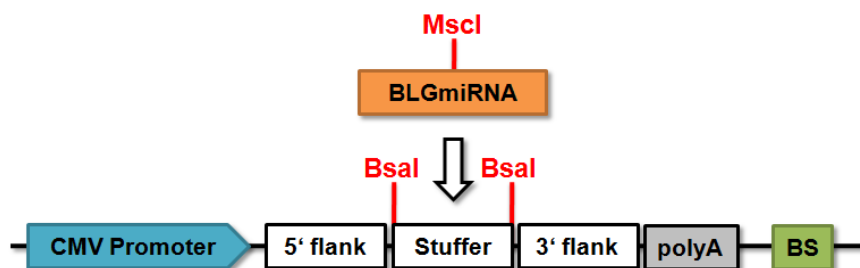 MscI
BLGmiRNA
BsaI BsaI
CMV Promoter 5‘ flank Stuffer 3‘ flank polyA BS